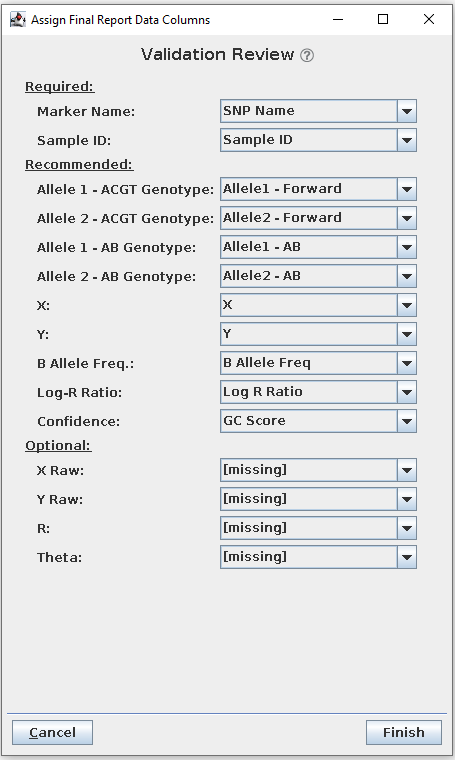 Assign Final Report Data Columns
Validation Review ?
Required:
Marker Name: SNP Name
Sample ID: Sample ID
Recommended:
Allele 1 - ACGT Genotype: Allele1 - Forward
Allele 2 - ACGT Genotype: Allele2 - Forward
Allele 1 - AB Genotype: Allele1 - AB
Allele 2 - AB Genotype: Allele2 - AB
X: X
Y: Y
B Allele Freq.: B Allele Freq
Log-R Ratio: Log R Ratio
Confidence: GC Score
Optional:
X Raw: [missing]
Y Raw: [missing]
R: [missing]
Theta: [missing]
Cancel Finish